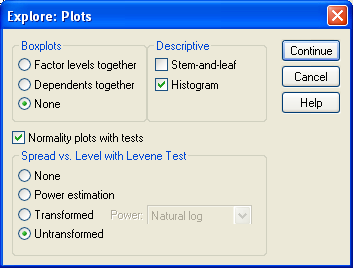 Explore: Plots
Boxplots
Factor levels together
Dependents together
None
Descriptive
Stem-and-leaf
Histogram
Continue
Cancel
Help
Normality plots with tests
Spread vs. Level with Levene Test
None
Power estimation
Transformed Power: Natural log
Untransformed